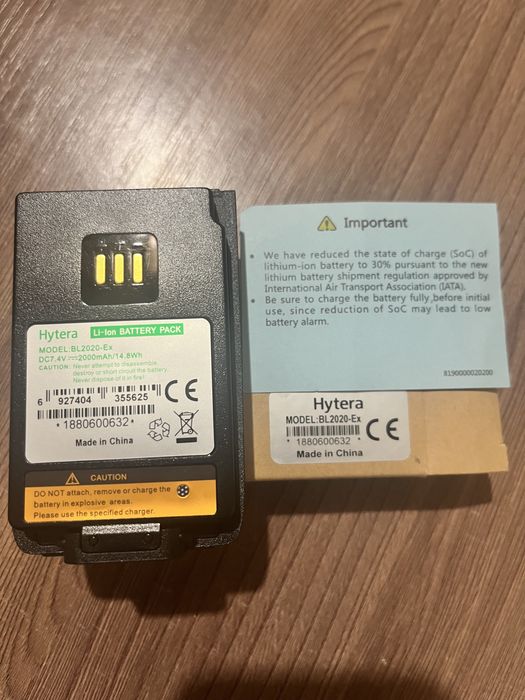 Hytera Li-Ion BATTERY PACK
MODEL:BL2020-Ex
DC7.4V⎓2000mAh/14.8Wh
CAUTION: Never attempt to disassemble,
destroy or short circuit the battery.
Never dispose of it in fire!
6 927404 355625
CE
*1880600632*
Made in China
CAUTION
DO NOT attach, remove or charge the
battery in explosive areas.
Please use the specified charger.
Important
• We have reduced the state of charge (SoC) of
lithium-ion battery to 30% pursuant to the new
lithium battery shipment regulation approved by
International Air Transport Association (IATA).
• Be sure to charge the battery fully before initial
use, since reduction of SoC may lead to low
battery alarm.
8190000020200
Hytera
MODEL:BL2020-Ex
*1880600632*
CE
Made in China